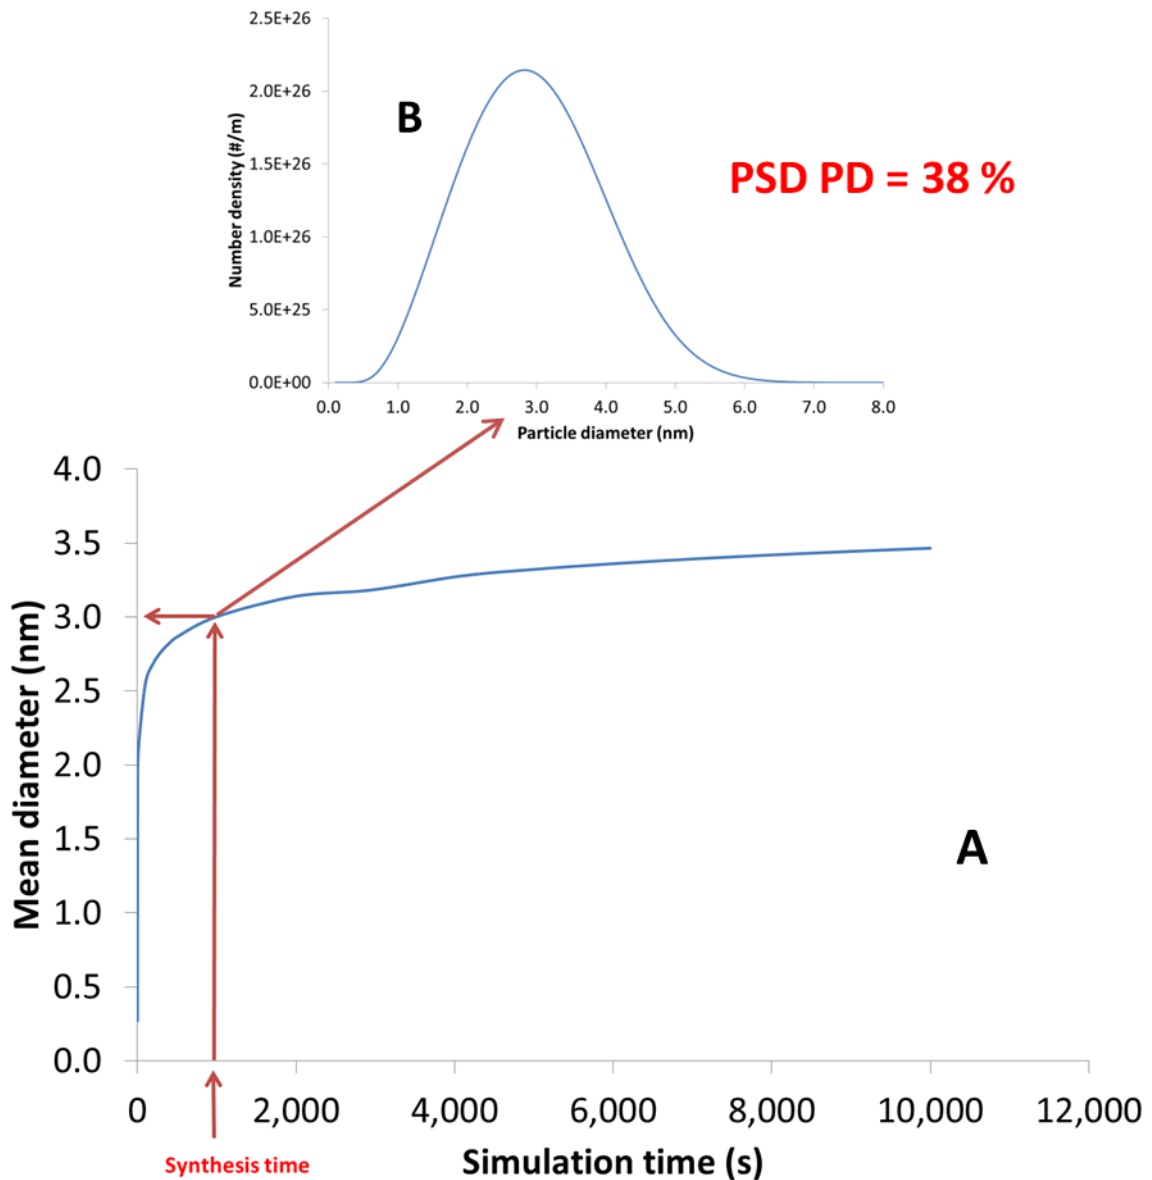 2.5E+26
2.0E+26
1.5E+26
1.0E+26
5.0E+25
0.0E+00
Number density (#/m)
B
PSD PD = 38 %
0.0 1.0 2.0 3.0 4.0 5.0 6.0 7.0 8.0
Particle diameter (nm)
4.0
3.5
3.0
2.5
2.0
1.5
1.0
0.5
0.0
Mean diameter (nm)
A
0 2,000 4,000 6,000 8,000 10,000 12,000
Synthesis time
Simulation time (s)